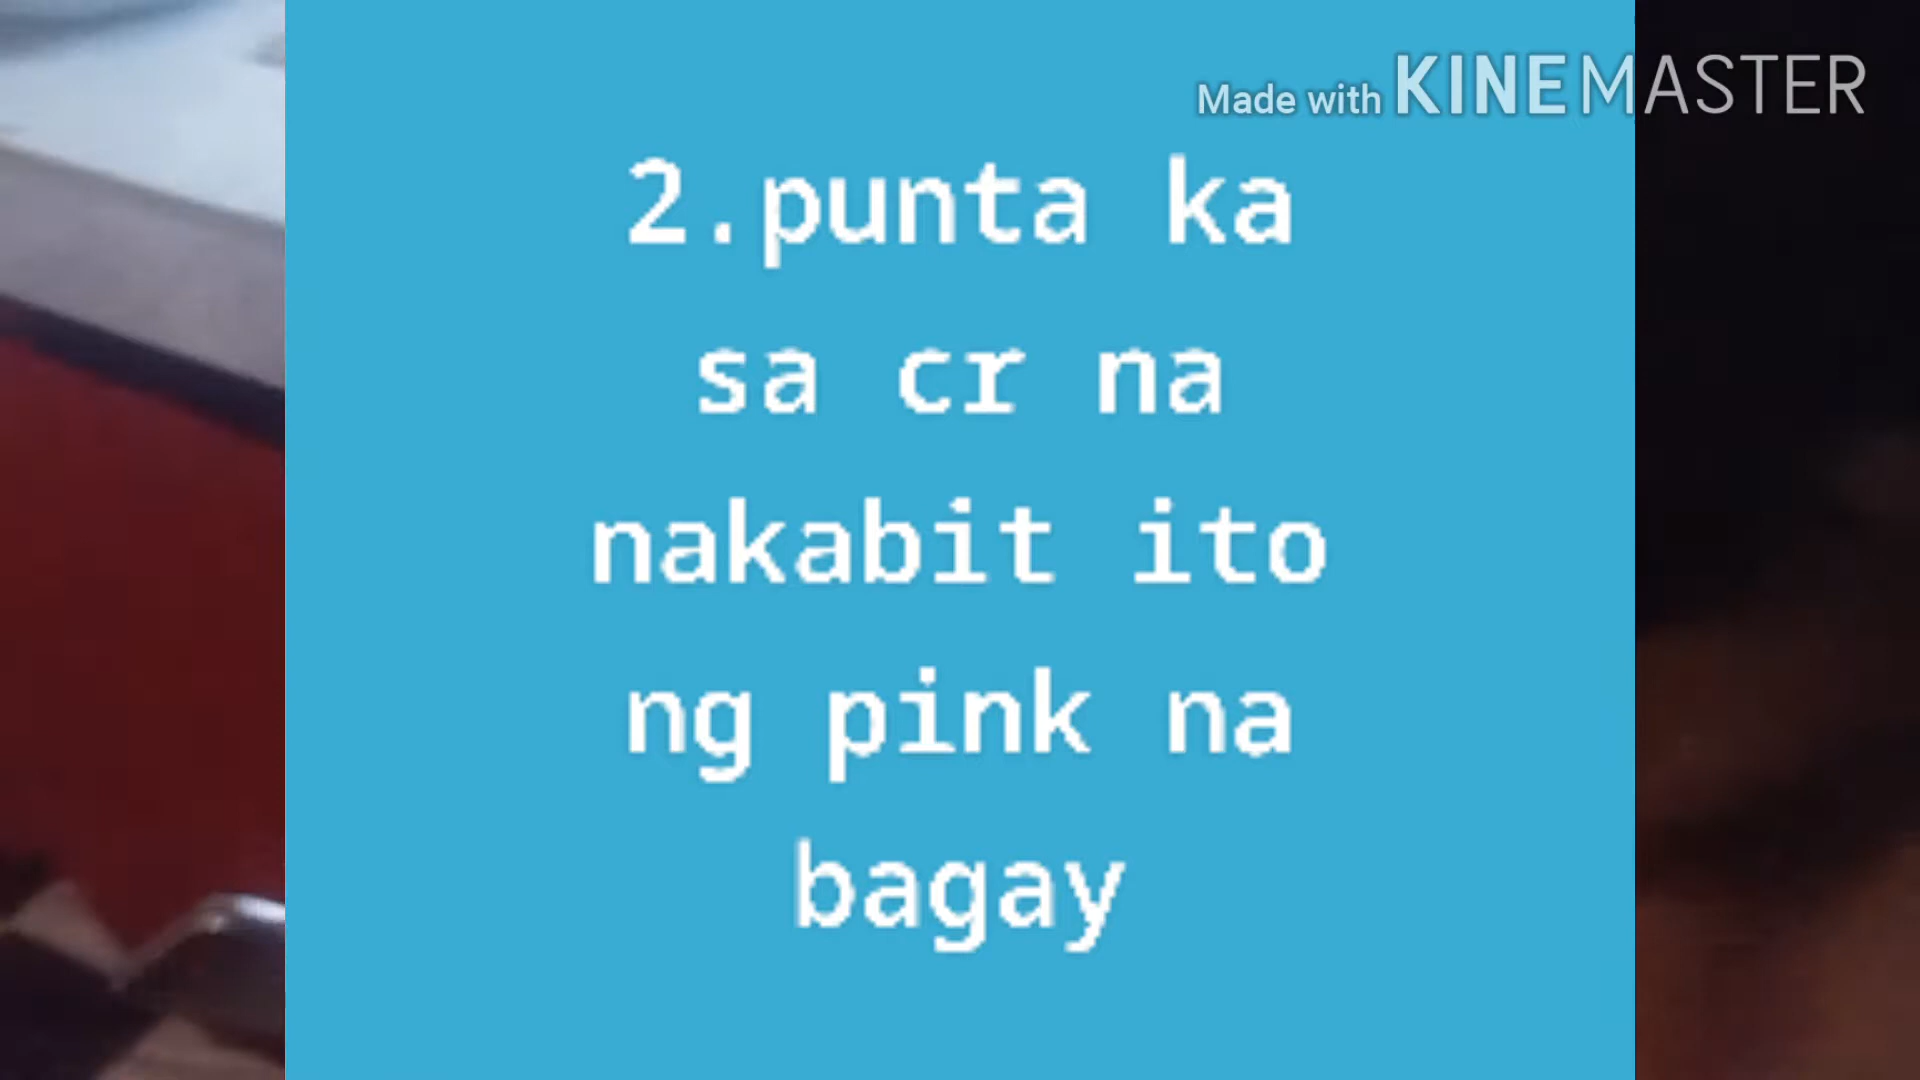 Made with KINEMASTER
2.punta ka
sa cr na
nakabit ito
ng pink na
bagay